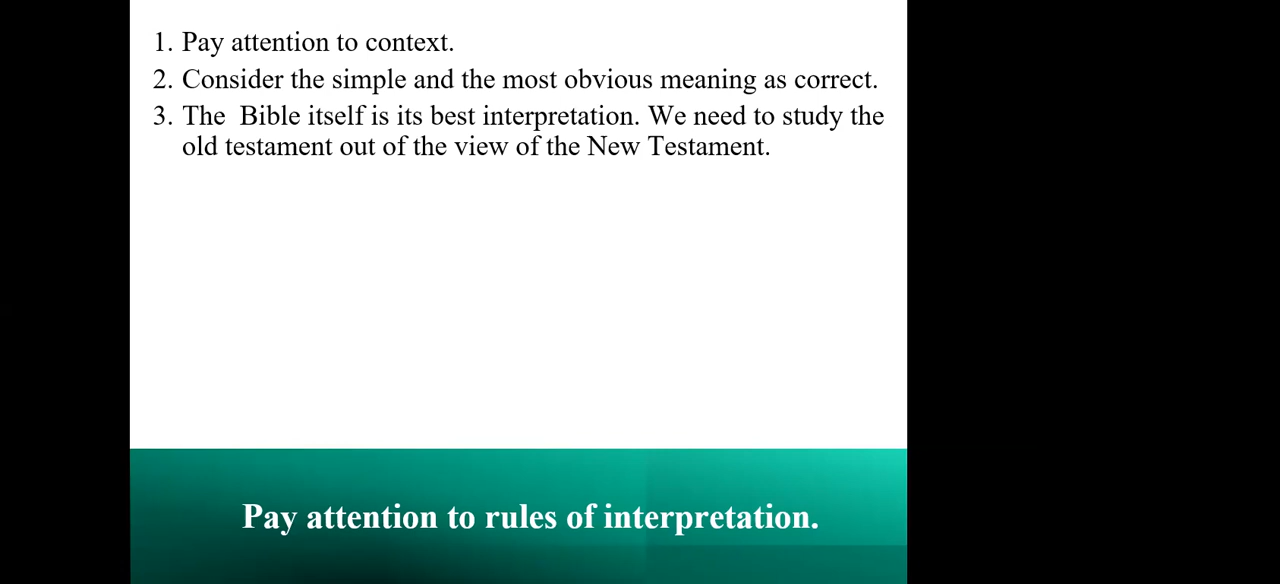 1. Pay attention to context.
2. Consider the simple and the most obvious meaning as correct.
3. The  Bible itself is its best interpretation. We need to study the
old testament out of the view of the New Testament.
Pay attention to rules of interpretation.